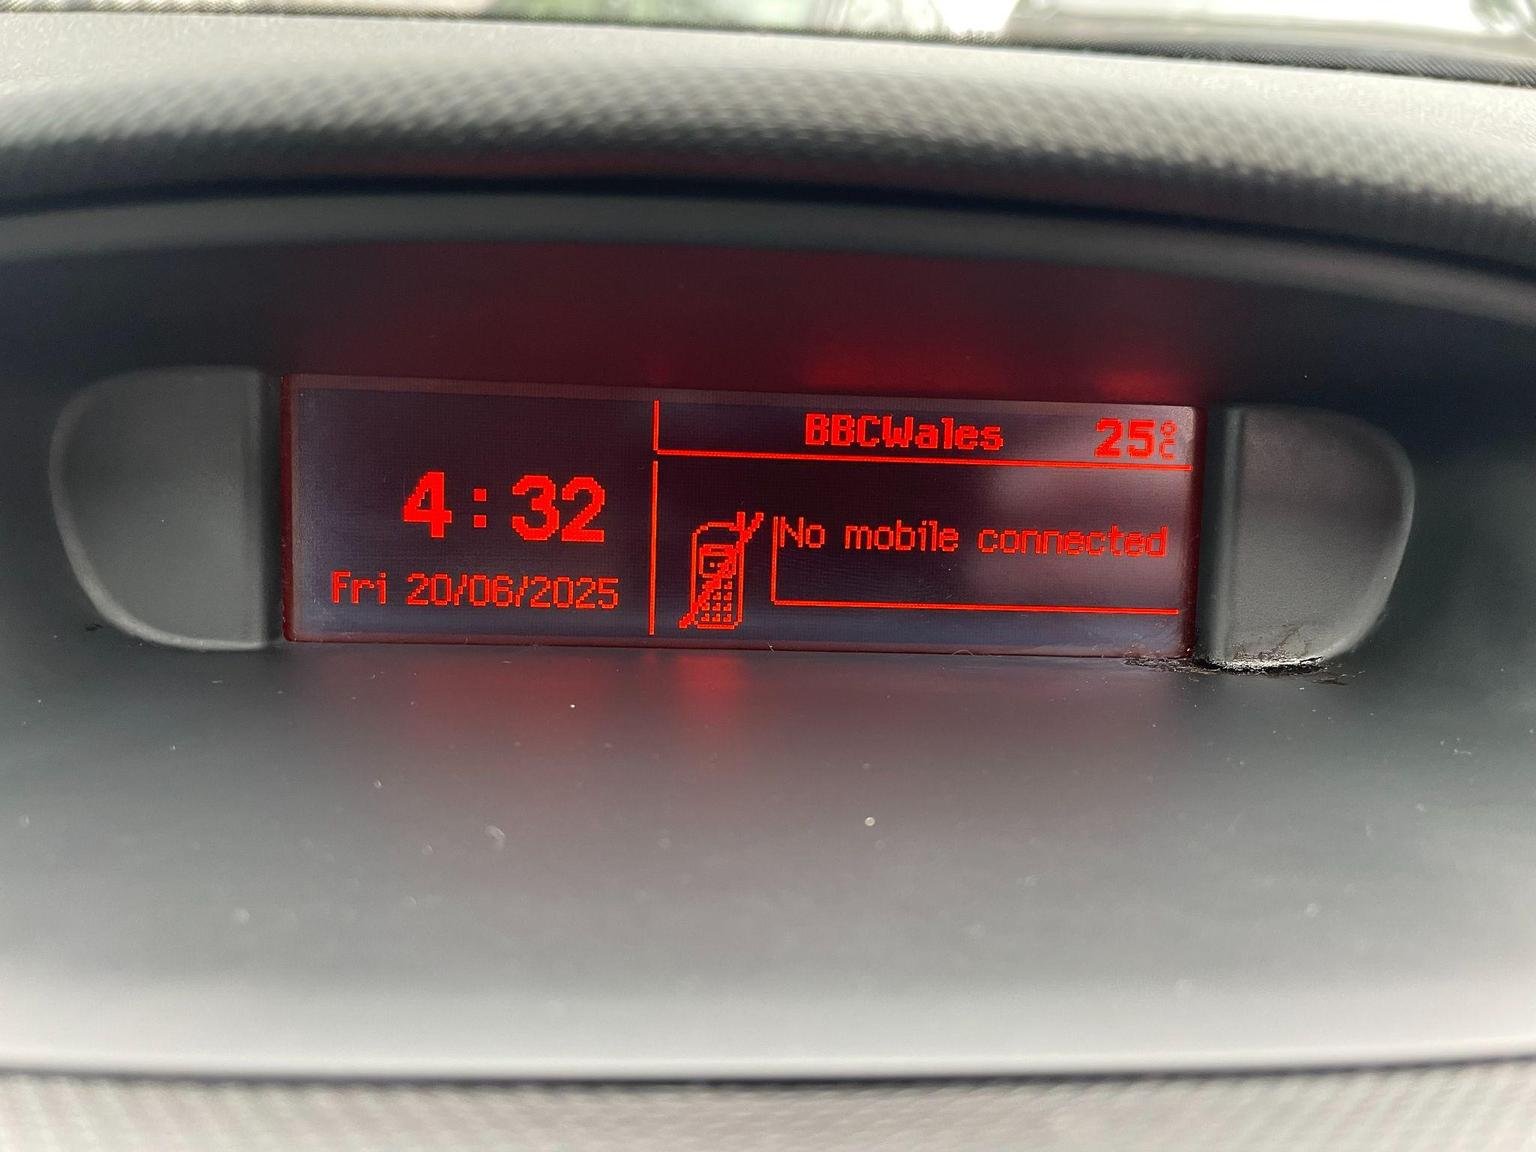 BBCWales 25°C
4:32
No mobile connected
Fri 20/06/2025